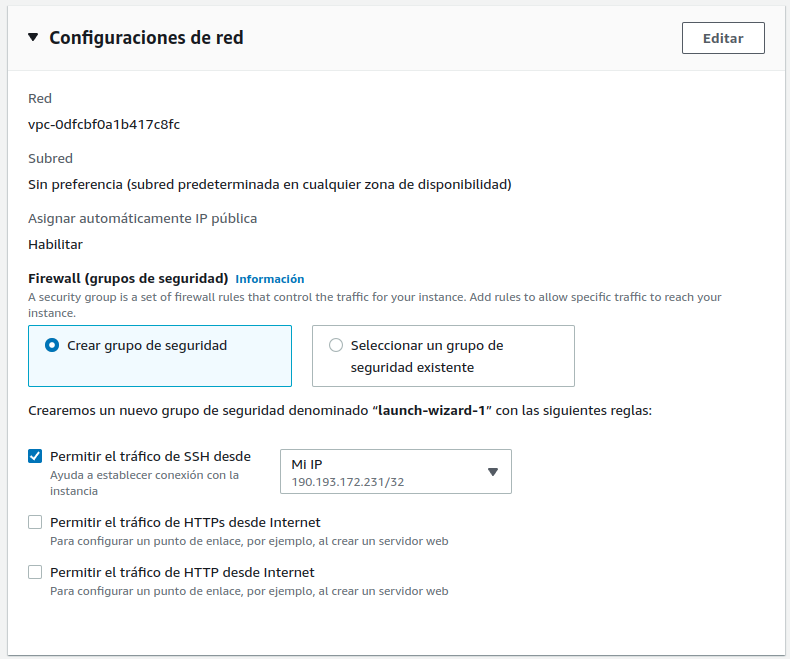 Configuraciones de red
Editar
Red
vpc-0dfcbf0a1b417c8fc
Subred
Sin preferencia (subred predeterminada en cualquier zona de disponibilidad)
Asignar automáticamente IP pública
Habilitar
Firewall (grupos de seguridad) Información
A security group is a set of firewall rules that control the traffic for your instance. Add rules to allow specific traffic to reach your
instance.
Crear grupo de seguridad
Seleccionar un grupo de
seguridad existente
Crearemos un nuevo grupo de seguridad denominado “launch-wizard-1” con las siguientes reglas:
Permitir el tráfico de SSH desde
Ayuda a establecer conexión con la
instancia
Mi IP
190.193.172.231/32
Permitir el tráfico de HTTPs desde Internet
Para configurar un punto de enlace, por ejemplo, al crear un servidor web
Permitir el tráfico de HTTP desde Internet
Para configurar un punto de enlace, por ejemplo, al crear un servidor web